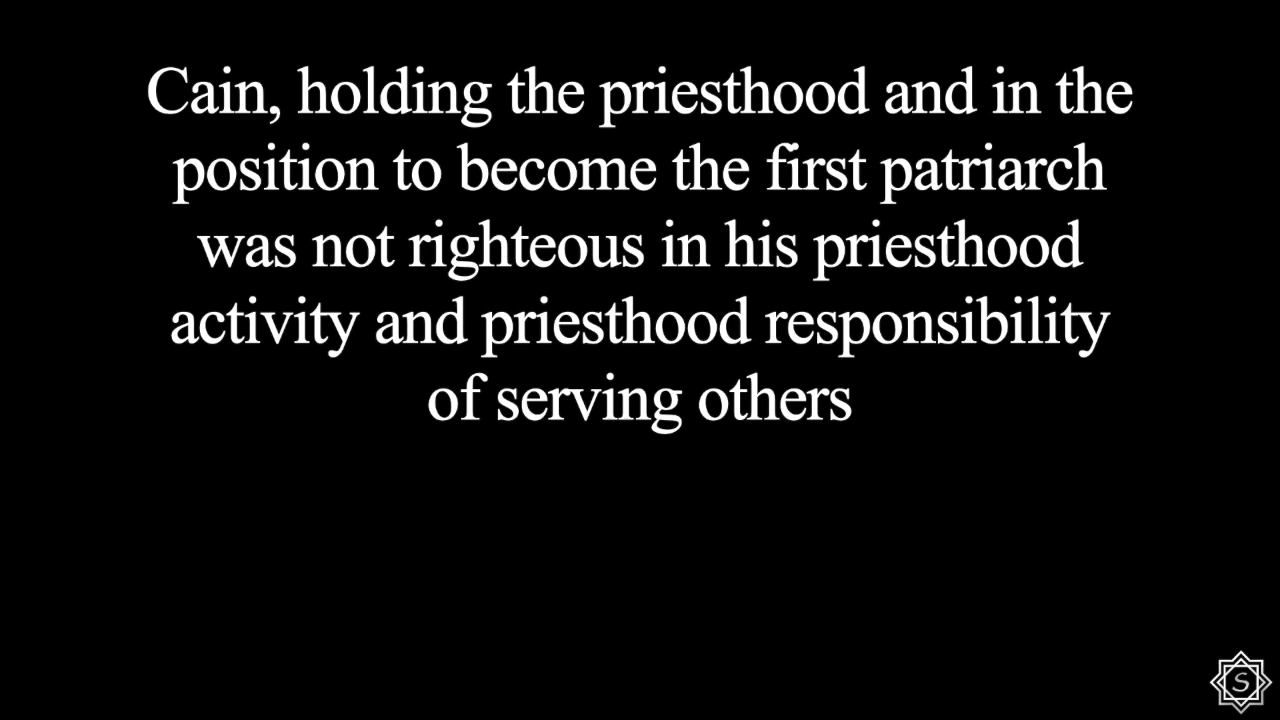 Cain, holding the priesthood and in the
position to become the first patriarch
was not righteous in his priesthood
activity and priesthood responsibility
of serving others
S